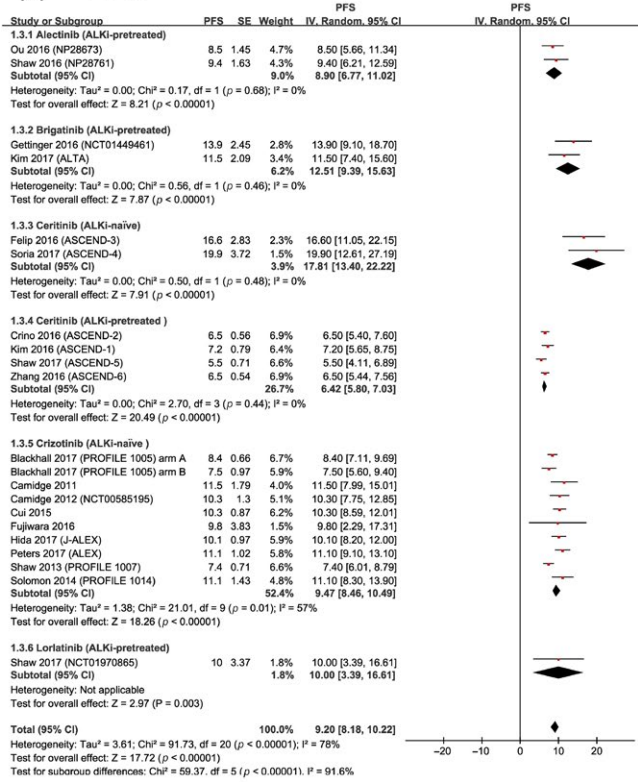 PFS PFS
Study or Subgroup PFS SE Weight IV. Random. 95% CI IV. Random. 95% CI
1.3.1 Alectinib (ALKi-pretreated)
Ou 2016 (NP28673) 8.5 1.45 4.7% 8.50 [5.66, 11.34]
Shaw 2016 (NP28761) 9.4 1.63 4.3% 9.40 [6.21, 12.59]
Subtotal (95% CI) 9.0% 8.90 [6.77, 11.02]
Heterogeneity: Tau² = 0.00; Chi² = 0.17, df = 1 (p = 0.68); I² = 0%
Test for overall effect: Z = 8.21 (p < 0.00001)
1.3.2 Brigatinib (ALKi-pretreated)
Gettinger 2016 (NCT01449461) 13.9 2.45 2.8% 13.90 [9.10, 18.70]
Kim 2017 (ALTA) 11.5 2.09 3.4% 11.50 [7.40, 15.60]
Subtotal (95% CI) 6.2% 12.51 [9.39, 15.63]
Heterogeneity: Tau² = 0.00; Chi² = 0.56, df = 1 (p = 0.46); I² = 0%
Test for overall effect: Z = 7.87 (p < 0.00001)
1.3.3 Ceritinib (ALKi-naïve)
Felip 2016 (ASCEND-3) 16.6 2.83 2.3% 16.60 [11.05, 22.15]
Soria 2017 (ASCEND-4) 19.9 3.72 1.5% 19.90 [12.61, 27.19]
Subtotal (95% CI) 3.9% 17.81 [13.40, 22.22]
Heterogeneity: Tau² = 0.00; Chi² = 0.50, df = 1 (p = 0.48); I² = 0%
Test for overall effect: Z = 7.91 (p < 0.00001)
1.3.4 Ceritinib (ALKi-pretreated )
Crino 2016 (ASCEND-2) 6.5 0.56 6.9% 6.50 [5.40, 7.60]
Kim 2016 (ASCEND-1) 7.2 0.79 6.4% 7.20 [5.65, 8.75]
Shaw 2017 (ASCEND-5) 5.5 0.71 6.6% 5.50 [4.11, 6.89]
Zhang 2016 (ASCEND-6) 6.5 0.54 6.9% 6.50 [5.44, 7.56]
Subtotal (95% CI) 26.7% 6.42 [5.80, 7.03]
Heterogeneity: Tau² = 0.00; Chi² = 2.70, df = 3 (p = 0.44); I² = 0%
Test for overall effect: Z = 20.49 (p < 0.00001)
1.3.5 Crizotinib (ALKi-naïve )
Blackhall 2017 (PROFILE 1005) arm A 8.4 0.66 6.7% 8.40 [7.11, 9.69]
Blackhall 2017 (PROFILE 1005) arm B 7.5 0.97 5.9% 7.50 [5.60, 9.40]
Camidge 2011 11.5 1.79 4.0% 11.50 [7.99, 15.01]
Camidge 2012 (NCT00585195) 10.3 1.3 5.1% 10.30 [7.75, 12.85]
Cui 2015 10.3 0.87 6.2% 10.30 [8.59, 12.01]
Fujiwara 2016 9.8 3.83 1.5% 9.80 [2.29, 17.31]
Hida 2017 (J-ALEX) 10.1 0.97 5.9% 10.10 [8.20, 12.00]
Peters 2017 (ALEX) 11.1 1.02 5.8% 11.10 [9.10, 13.10]
Shaw 2013 (PROFILE 1007) 7.4 0.71 6.6% 7.40 [6.01, 8.79]
Solomon 2014 (PROFILE 1014) 11.1 1.43 4.8% 11.10 [8.30, 13.90]
Subtotal (95% CI) 52.4% 9.47 [8.46, 10.49]
Heterogeneity: Tau² = 1.38; Chi² = 21.01, df = 9 (p = 0.01); I² = 57%
Test for overall effect: Z = 18.26 (p < 0.00001)
1.3.6 Lorlatinib (ALKi-pretreated)
Shaw 2017 (NCT01970865) 10 3.37 1.8% 10.00 [3.39, 16.61]
Subtotal (95% CI) 1.8% 10.00 [3.39, 16.61]
Heterogeneity: Not applicable
Test for overall effect: Z = 2.97 (P = 0.003)
Total (95% CI) 100.0% 9.20 [8.18, 10.22]
Heterogeneity: Tau² = 3.61; Chi² = 91.73, df = 20 (p < 0.00001); I² = 78%
Test for overall effect: Z = 17.72 (p < 0.00001)
Test for subgroup differences: Chi² = 59.37, df = 5 (p < 0.00001), I² = 91.6%
−20 −10 0 10 20